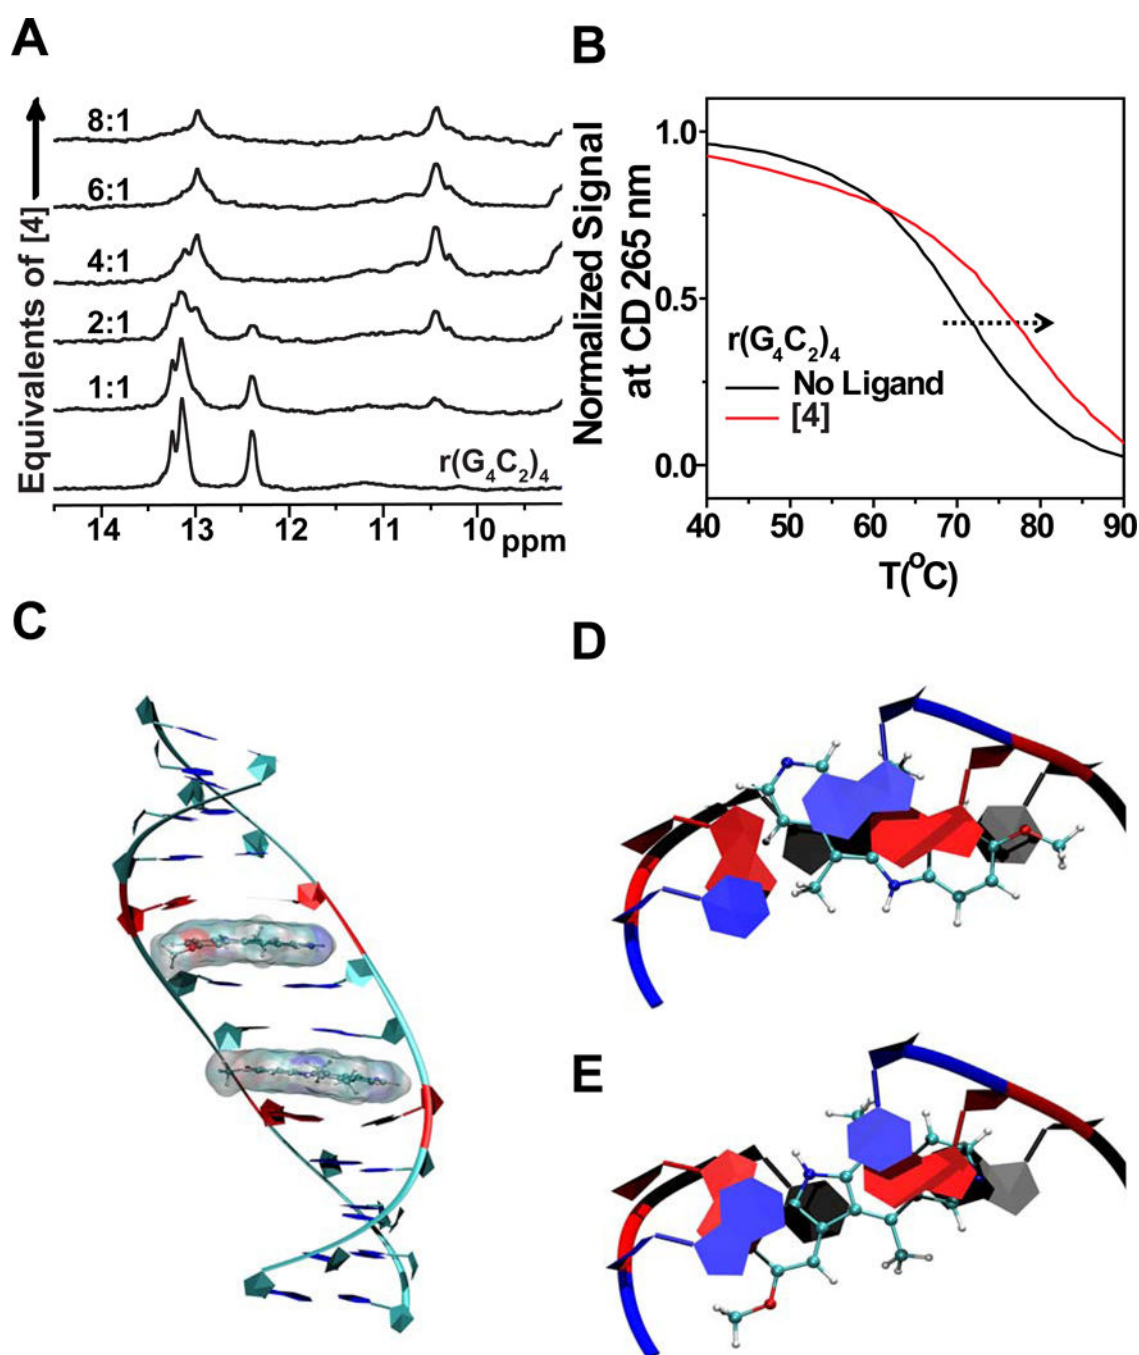 A
Equivalents of [4]
8:1
6:1
4:1
2:1
1:1
r(G₄C₂)₄
14 13 12 11 10 ppm
B
Normalized Signal
at CD 265 nm
1.0
0.5
0.0
r(G₄C₂)₄
No Ligand
[4]
40 50 60 70 80 90
T(°C)
C
D
E